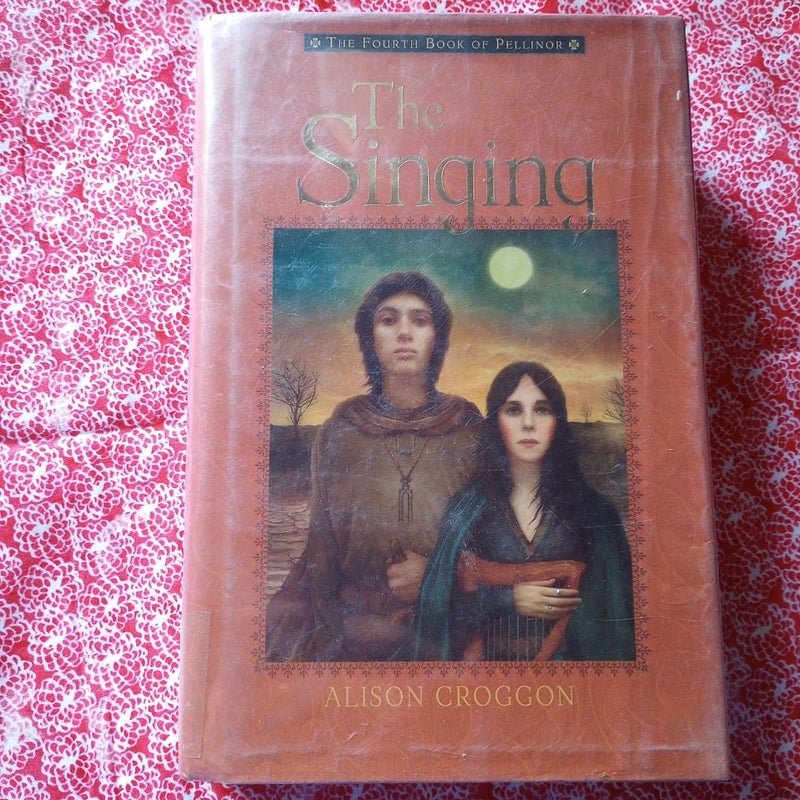 The Fourth Book of Pellinor
The
Singing
ALISON CROGGON